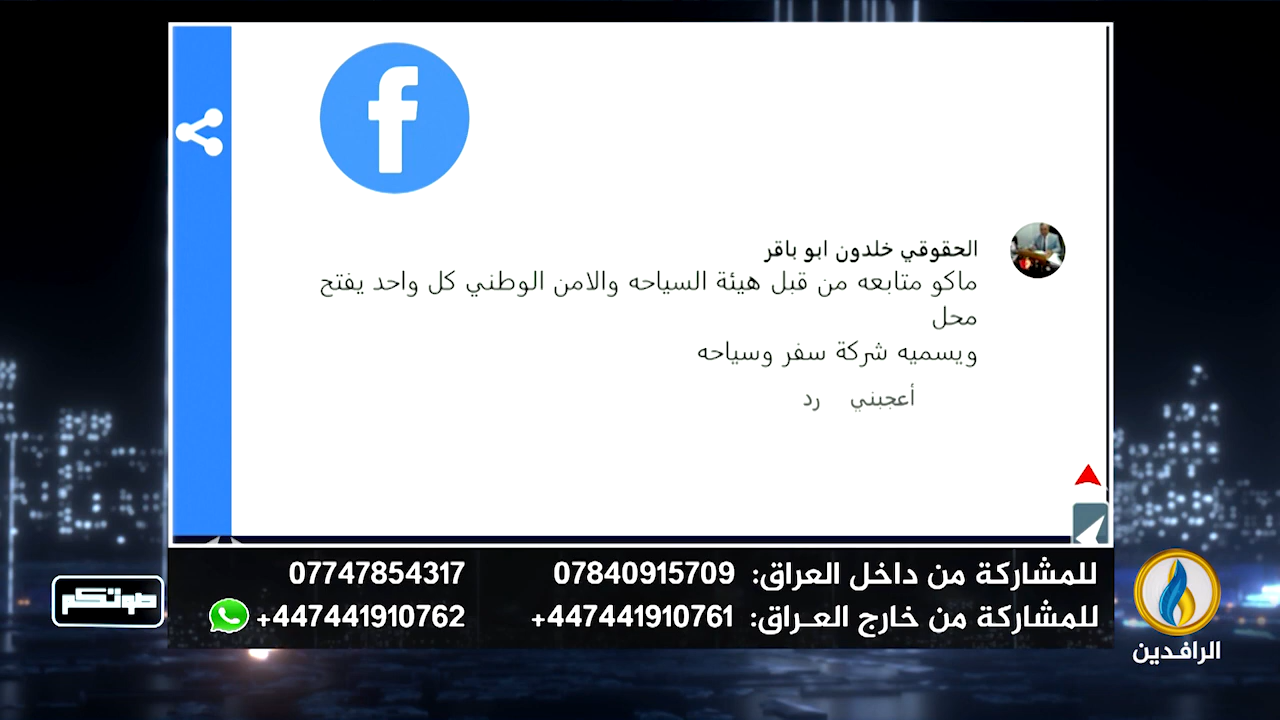 الحقوقي خلدون ابو باقر
ماكو متابعه من قبل هيئة السياحه والامن الوطني كل واحد يفتح
محل
ويسميه شركة سفر وسياحه
أعجبني رد
للمشاركة من داخل العراق: 07840915709 07747854317
للمشاركة من خارج العـراق: 447441910761+ 447441910762+
صوتكم
الرافدين